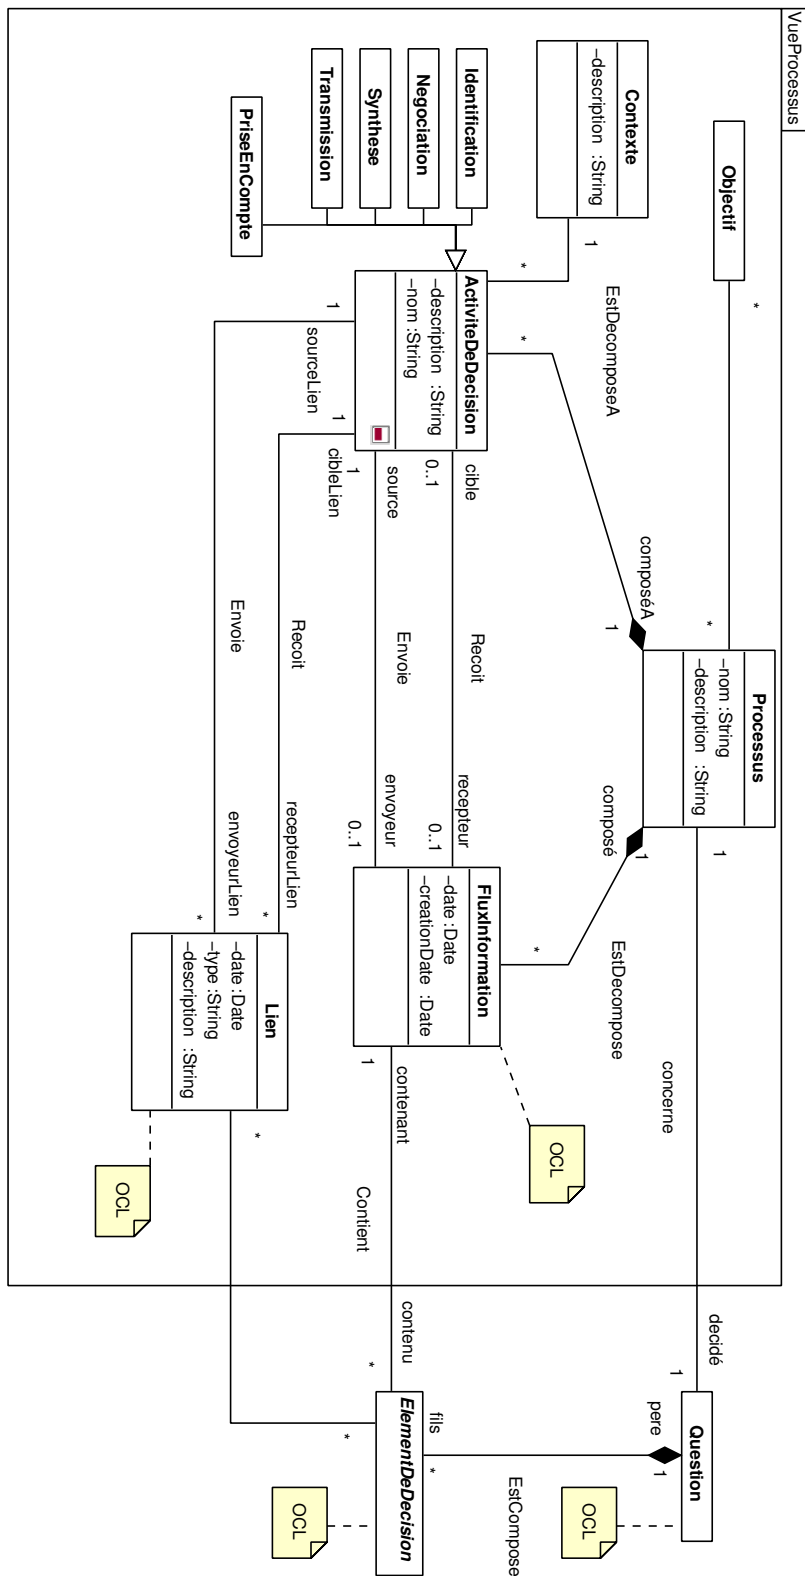 VueProcessus
Objectif
*
*
Processus
–nom :String
–description :String
1
concerne
decidé
1
Question
pere
1
EstCompose
fils
*
ElementDeDecision
OCL
OCL
Contexte
–description :String
1
*
EstDecomposeA
*
composéA
1
composé
1
EstDecompose
*
Identification
Negociation
Synthese
Transmission
PriseEnCompte
ActiviteDeDecision
–description :String
–nom :String
cible
0..1
Recoit
recepteur
0..1
source
1
Envoie
envoyeur
0..1
FluxInformation
–date :Date
–creationDate :Date
OCL
1
contenant
Contient
contenu
*
1
cibleLien
Recoit
recepteurLien
*
1
sourceLien
Envoie
envoyeurLien
*
Lien
–date :Date
–type :String
–description :String
OCL
*
*